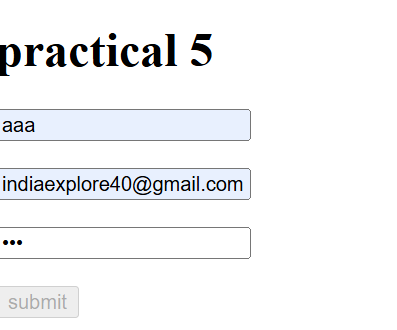 practical 5
aaa
indiaexplore40@gmail.com
•••
submit